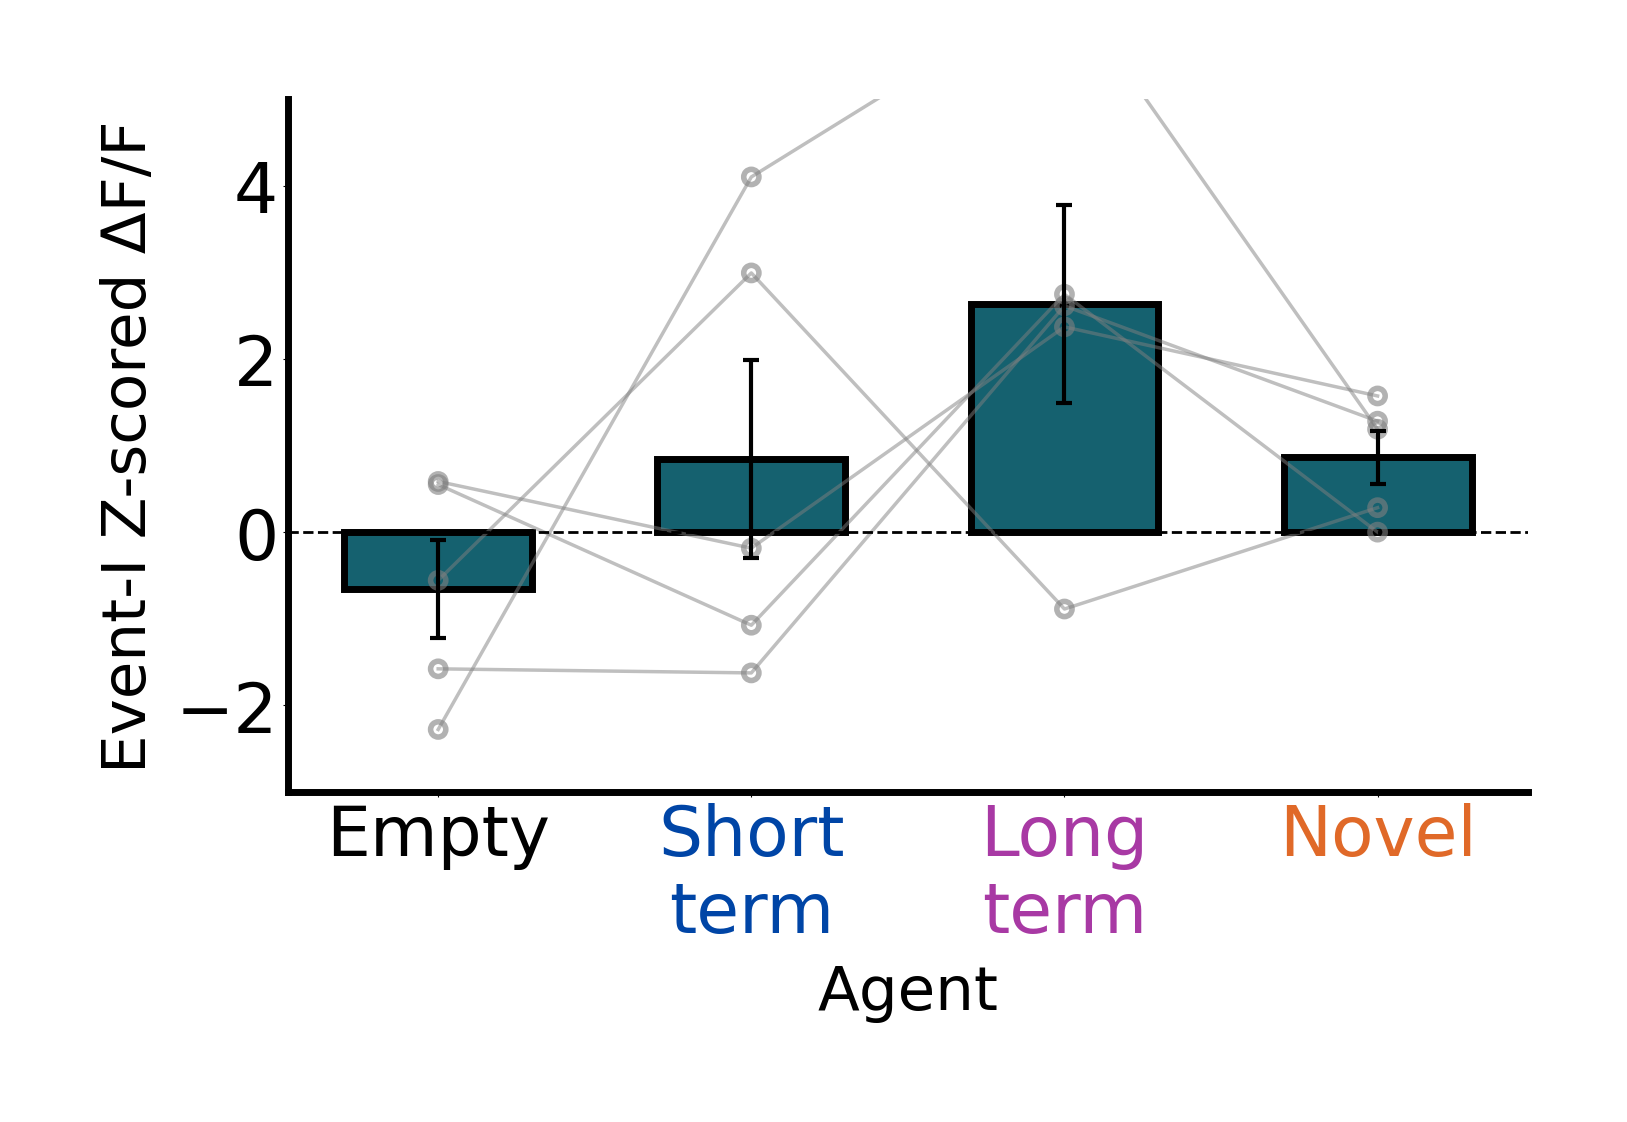 Event-I Z-scored ΔF/F
4
2
0
−2
Empty
Short
term
Long
term
Novel
Agent